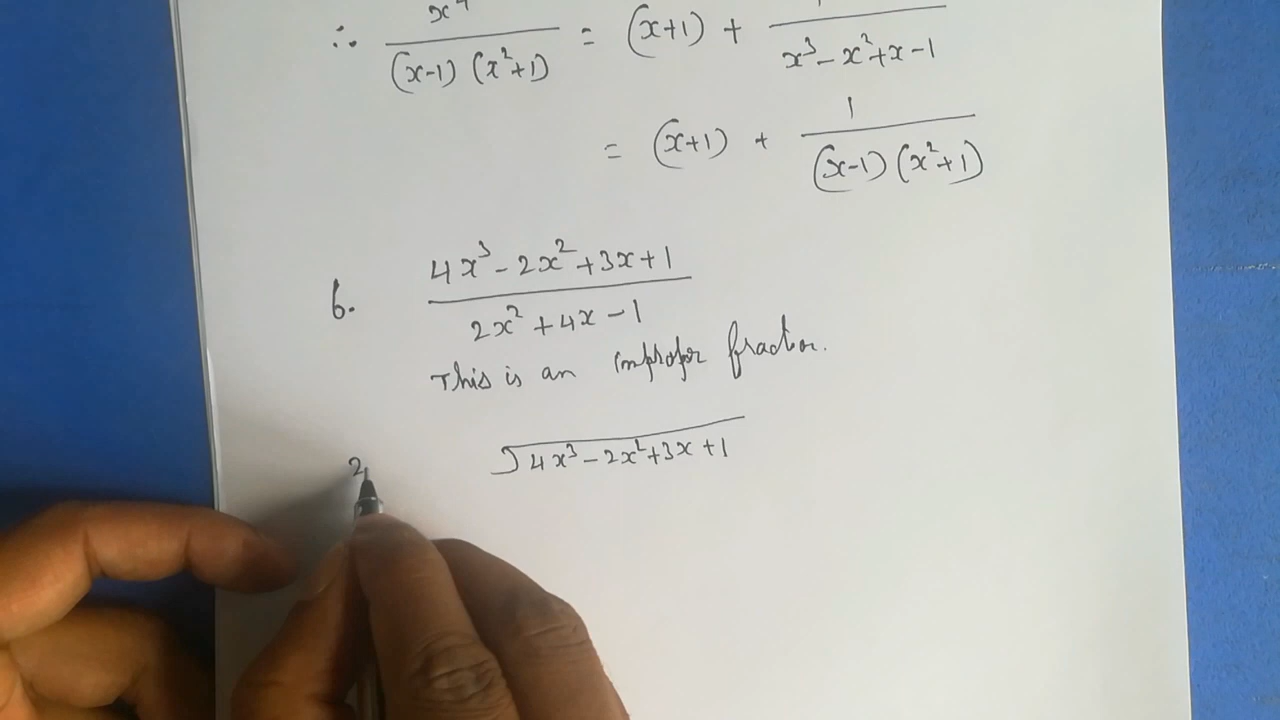 ∴ x⁴/((x-1)(x²+1)) = (x+1) + 1/(x³-x²+x-1)
= (x+1) + 1/((x-1)(x²+1))
6. (4x³-2x²+3x+1)/(2x²+4x-1)
This is an improper fraction.
2 ) 4x³-2x²+3x+1